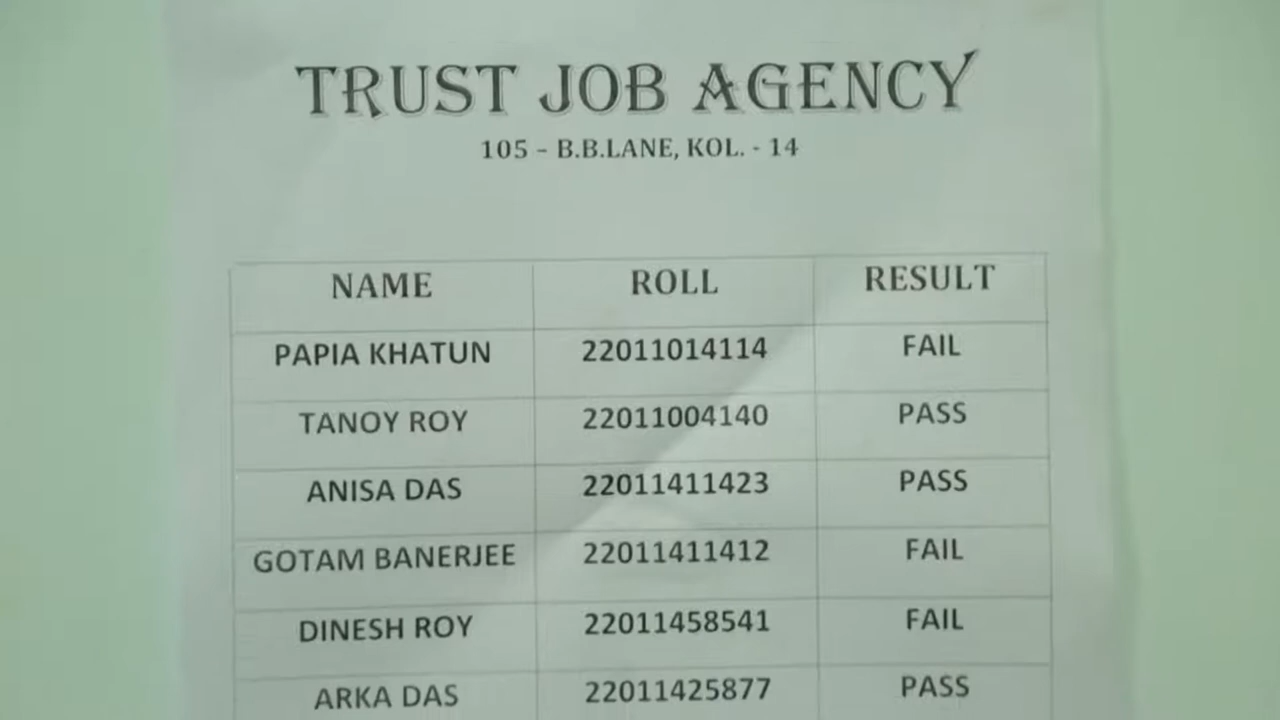 TRUST JOB AGENCY
105 - B.B.LANE, KOL. - 14
NAME ROLL RESULT
PAPIA KHATUN 22011014114 FAIL
TANOY ROY 22011004140 PASS
ANISA DAS 22011411423 PASS
GOTAM BANERJEE 22011411412 FAIL
DINESH ROY 22011458541 FAIL
ARKA DAS 22011425877 PASS